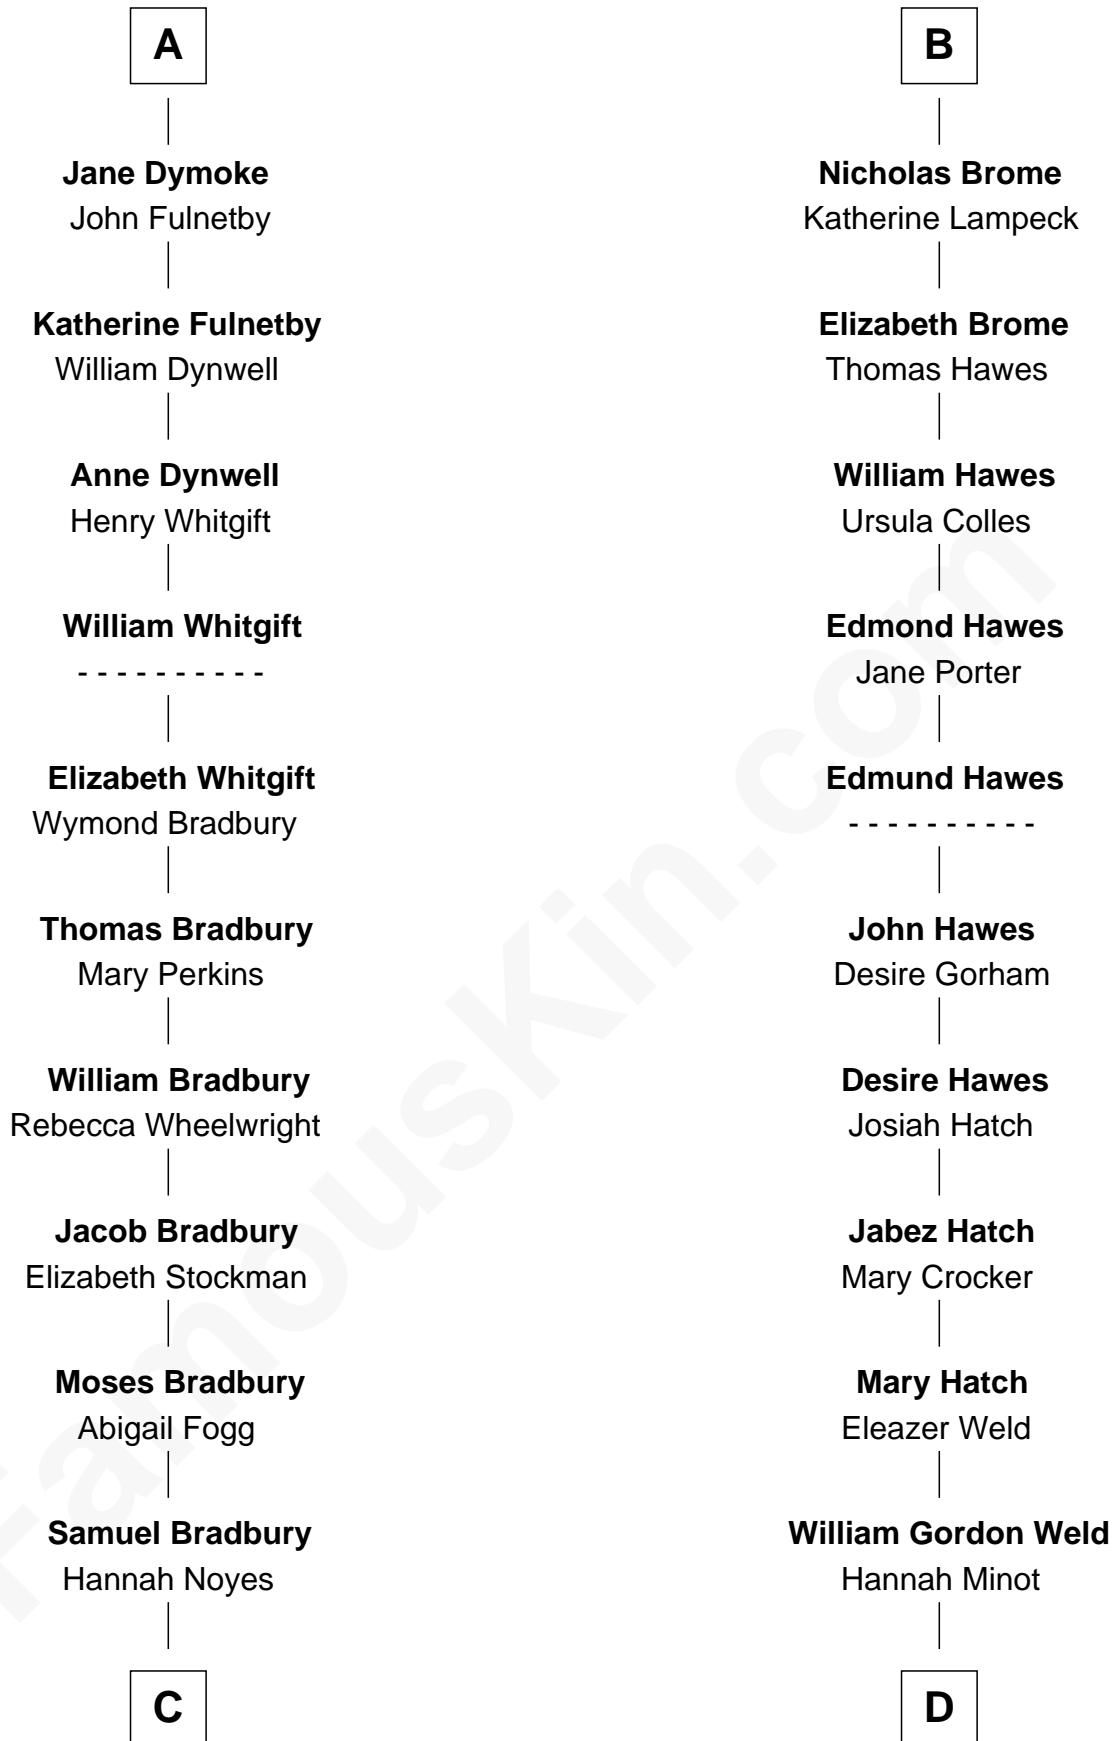 A
Jane Dymoke
John Fulnetby
Katherine Fulnetby
William Dynwell
Anne Dynwell
Henry Whitgift
William Whitgift
- - - - - - - - - -
Elizabeth Whitgift
Wymond Bradbury
Thomas Bradbury
Mary Perkins
William Bradbury
Rebecca Wheelwright
Jacob Bradbury
Elizabeth Stockman
Moses Bradbury
Abigail Fogg
Samuel Bradbury
Hannah Noyes
C
B
Nicholas Brome
Katherine Lampeck
Elizabeth Brome
Thomas Hawes
William Hawes
Ursula Colles
Edmond Hawes
Jane Porter
Edmund Hawes
- - - - - - - - - -
John Hawes
Desire Gorham
Desire Hawes
Josiah Hatch
Jabez Hatch
Mary Crocker
Mary Hatch
Eleazer Weld
William Gordon Weld
Hannah Minot
D
FamousKin.com